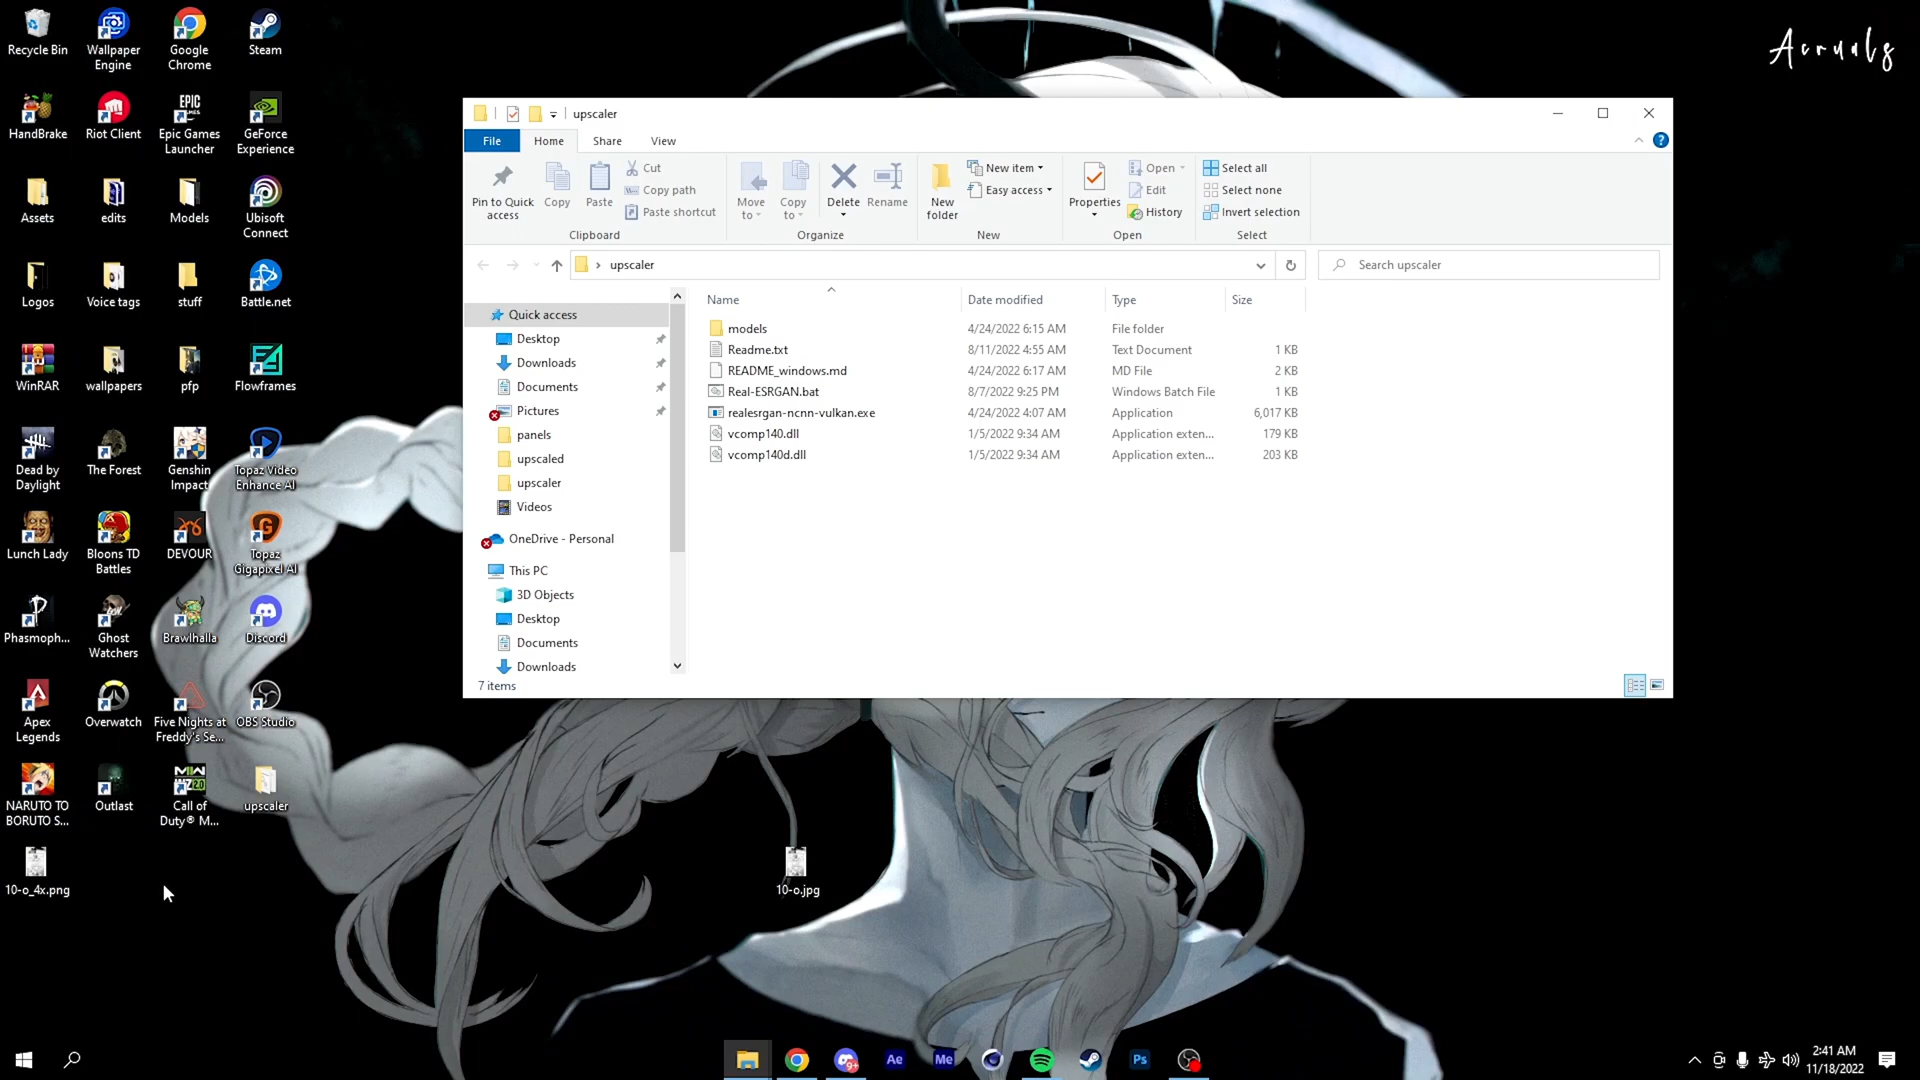 Recycle Bin
Wallpaper
Engine
Google
Chrome
Steam
HandBrake
Riot Client
EPIC
GAMES
Epic Games
Launcher
GeForce
Experience
Assets
edits
Models
Ubisoft
Connect
Logos
Voice tags
stuff
Battle.net
WinRAR
wallpapers
pfp
Flowframes
Dead by
Daylight
The Forest
Genshin
Impact
Topaz Video
Enhance AI
Lunch Lady
Bloons TD
Battles
DEVOUR
Topaz
Gigapixel AI
Phasmoph...
Ghost
Watchers
Brawlhalla
Discord
Apex
Legends
Overwatch
Five Nights at
Freddy's Se...
OBS Studio
NARUTO TO
BORUTO S...
Outlast
Call of
Duty® M...
upscaler
10-o_4x.png
10-o.jpg
upscaler
File
Home
Share
View
Pin to Quick
access
Copy
Paste
Cut
Copy path
Paste shortcut
Clipboard
Move
to
Copy
to
Delete
Rename
Organize
New
folder
New item
Easy access
New
Properties
Open
Edit
History
Open
Select all
Select none
Invert selection
Select
upscaler
Search upscaler
Quick access
Desktop
Downloads
Documents
Pictures
panels
upscaled
upscaler
Videos
OneDrive - Personal
This PC
3D Objects
Desktop
Documents
Downloads
Name Date modified Type Size
models 4/24/2022 6:15 AM File folder
Readme.txt 8/11/2022 4:55 AM Text Document 1 KB
README_windows.md 4/24/2022 6:17 AM MD File 2 KB
Real-ESRGAN.bat 8/7/2022 9:25 PM Windows Batch File 1 KB
realesrgan-ncnn-vulkan.exe 4/24/2022 4:07 AM Application 6,017 KB
vcomp140.dll 1/5/2022 9:34 AM Application exten... 179 KB
vcomp140d.dll 1/5/2022 9:34 AM Application exten... 203 KB
7 items
Ae
Me
Ps
2:41 AM
11/18/2022